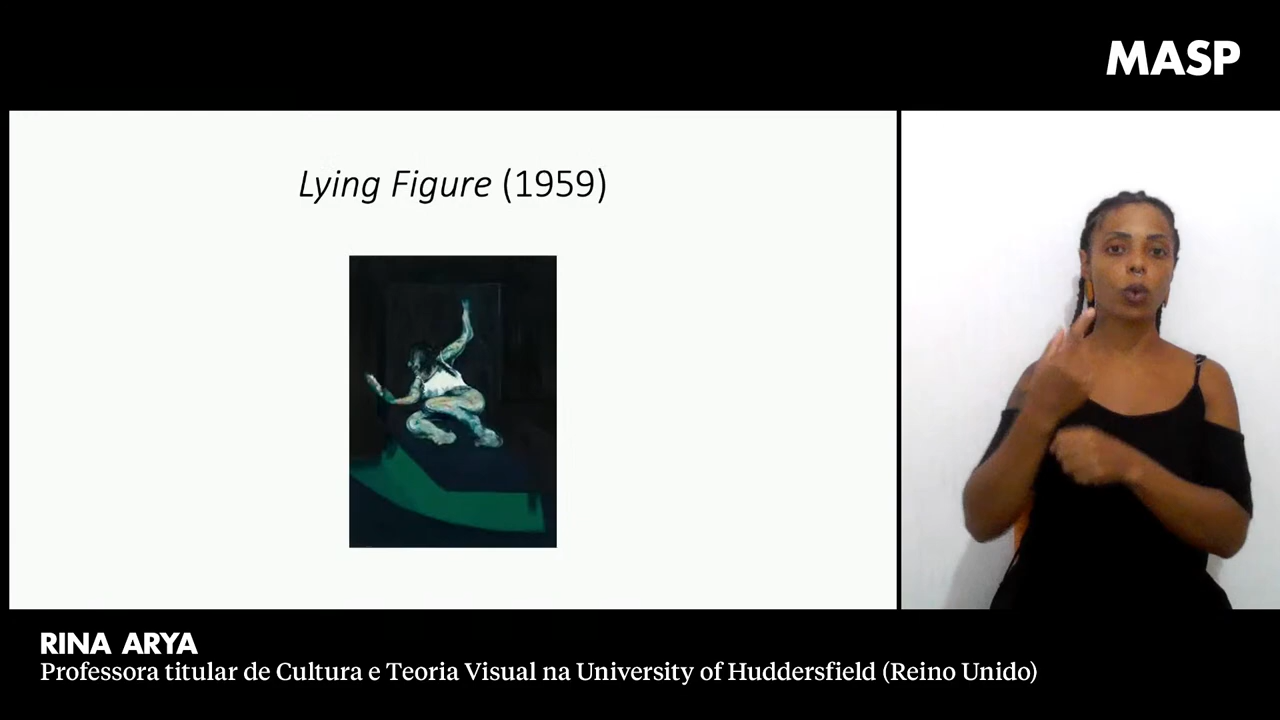 MASP
Lying Figure (1959)
RINA ARYA
Professora titular de Cultura e Teoria Visual na University of Huddersfield (Reino Unido)